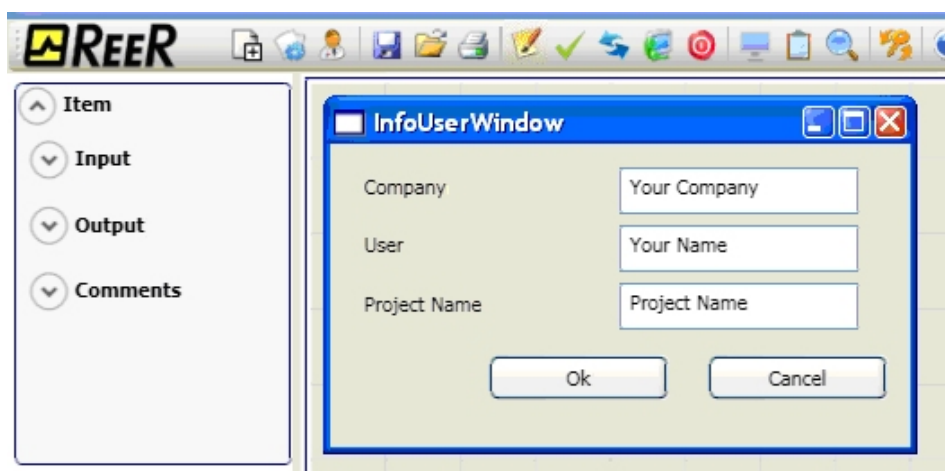 REER
Item
Input
Output
Comments
InfoUserWindow
Company Your Company
User Your Name
Project Name Project Name
Ok Cancel